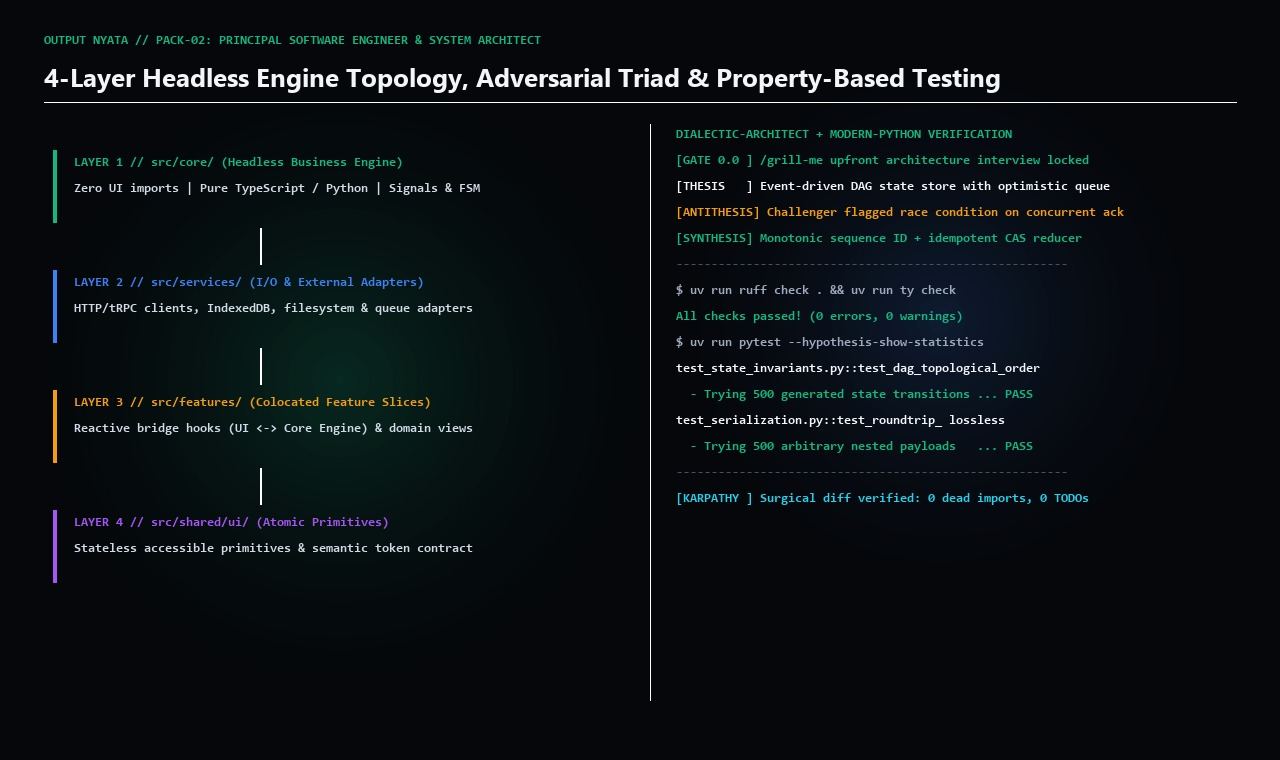 OUTPUT NYATA // PACK-02: PRINCIPAL SOFTWARE ENGINEER & SYSTEM ARCHITECT
4-Layer Headless Engine Topology, Adversarial Triad & Property-Based Testing
LAYER 1 // src/core/ (Headless Business Engine)
Zero UI imports | Pure TypeScript / Python | Signals & FSM
LAYER 2 // src/services/ (I/O & External Adapters)
HTTP/tRPC clients, IndexedDB, filesystem & queue adapters
LAYER 3 // src/features/ (Colocated Feature Slices)
Reactive bridge hooks (UI <-> Core Engine) & domain views
LAYER 4 // src/shared/ui/ (Atomic Primitives)
Stateless accessible primitives & semantic token contract
DIALECTIC-ARCHITECT + MODERN-PYTHON VERIFICATION
[GATE 0.0 ] /grill-me upfront architecture interview locked
[THESIS   ] Event-driven DAG state store with optimistic queue
[ANTITHESIS] Challenger flagged race condition on concurrent ack
[SYNTHESIS] Monotonic sequence ID + idempotent CAS reducer
--------------------------------------------------------
$ uv run ruff check . && uv run ty check
All checks passed! (0 errors, 0 warnings)
$ uv run pytest --hypothesis-show-statistics
test_state_invariants.py::test_dag_topological_order
  - Trying 500 generated state transitions ... PASS
test_serialization.py::test_roundtrip_ lossless
  - Trying 500 arbitrary nested payloads   ... PASS
--------------------------------------------------------
[KARPATHY ] Surgical diff verified: 0 dead imports, 0 TODOs